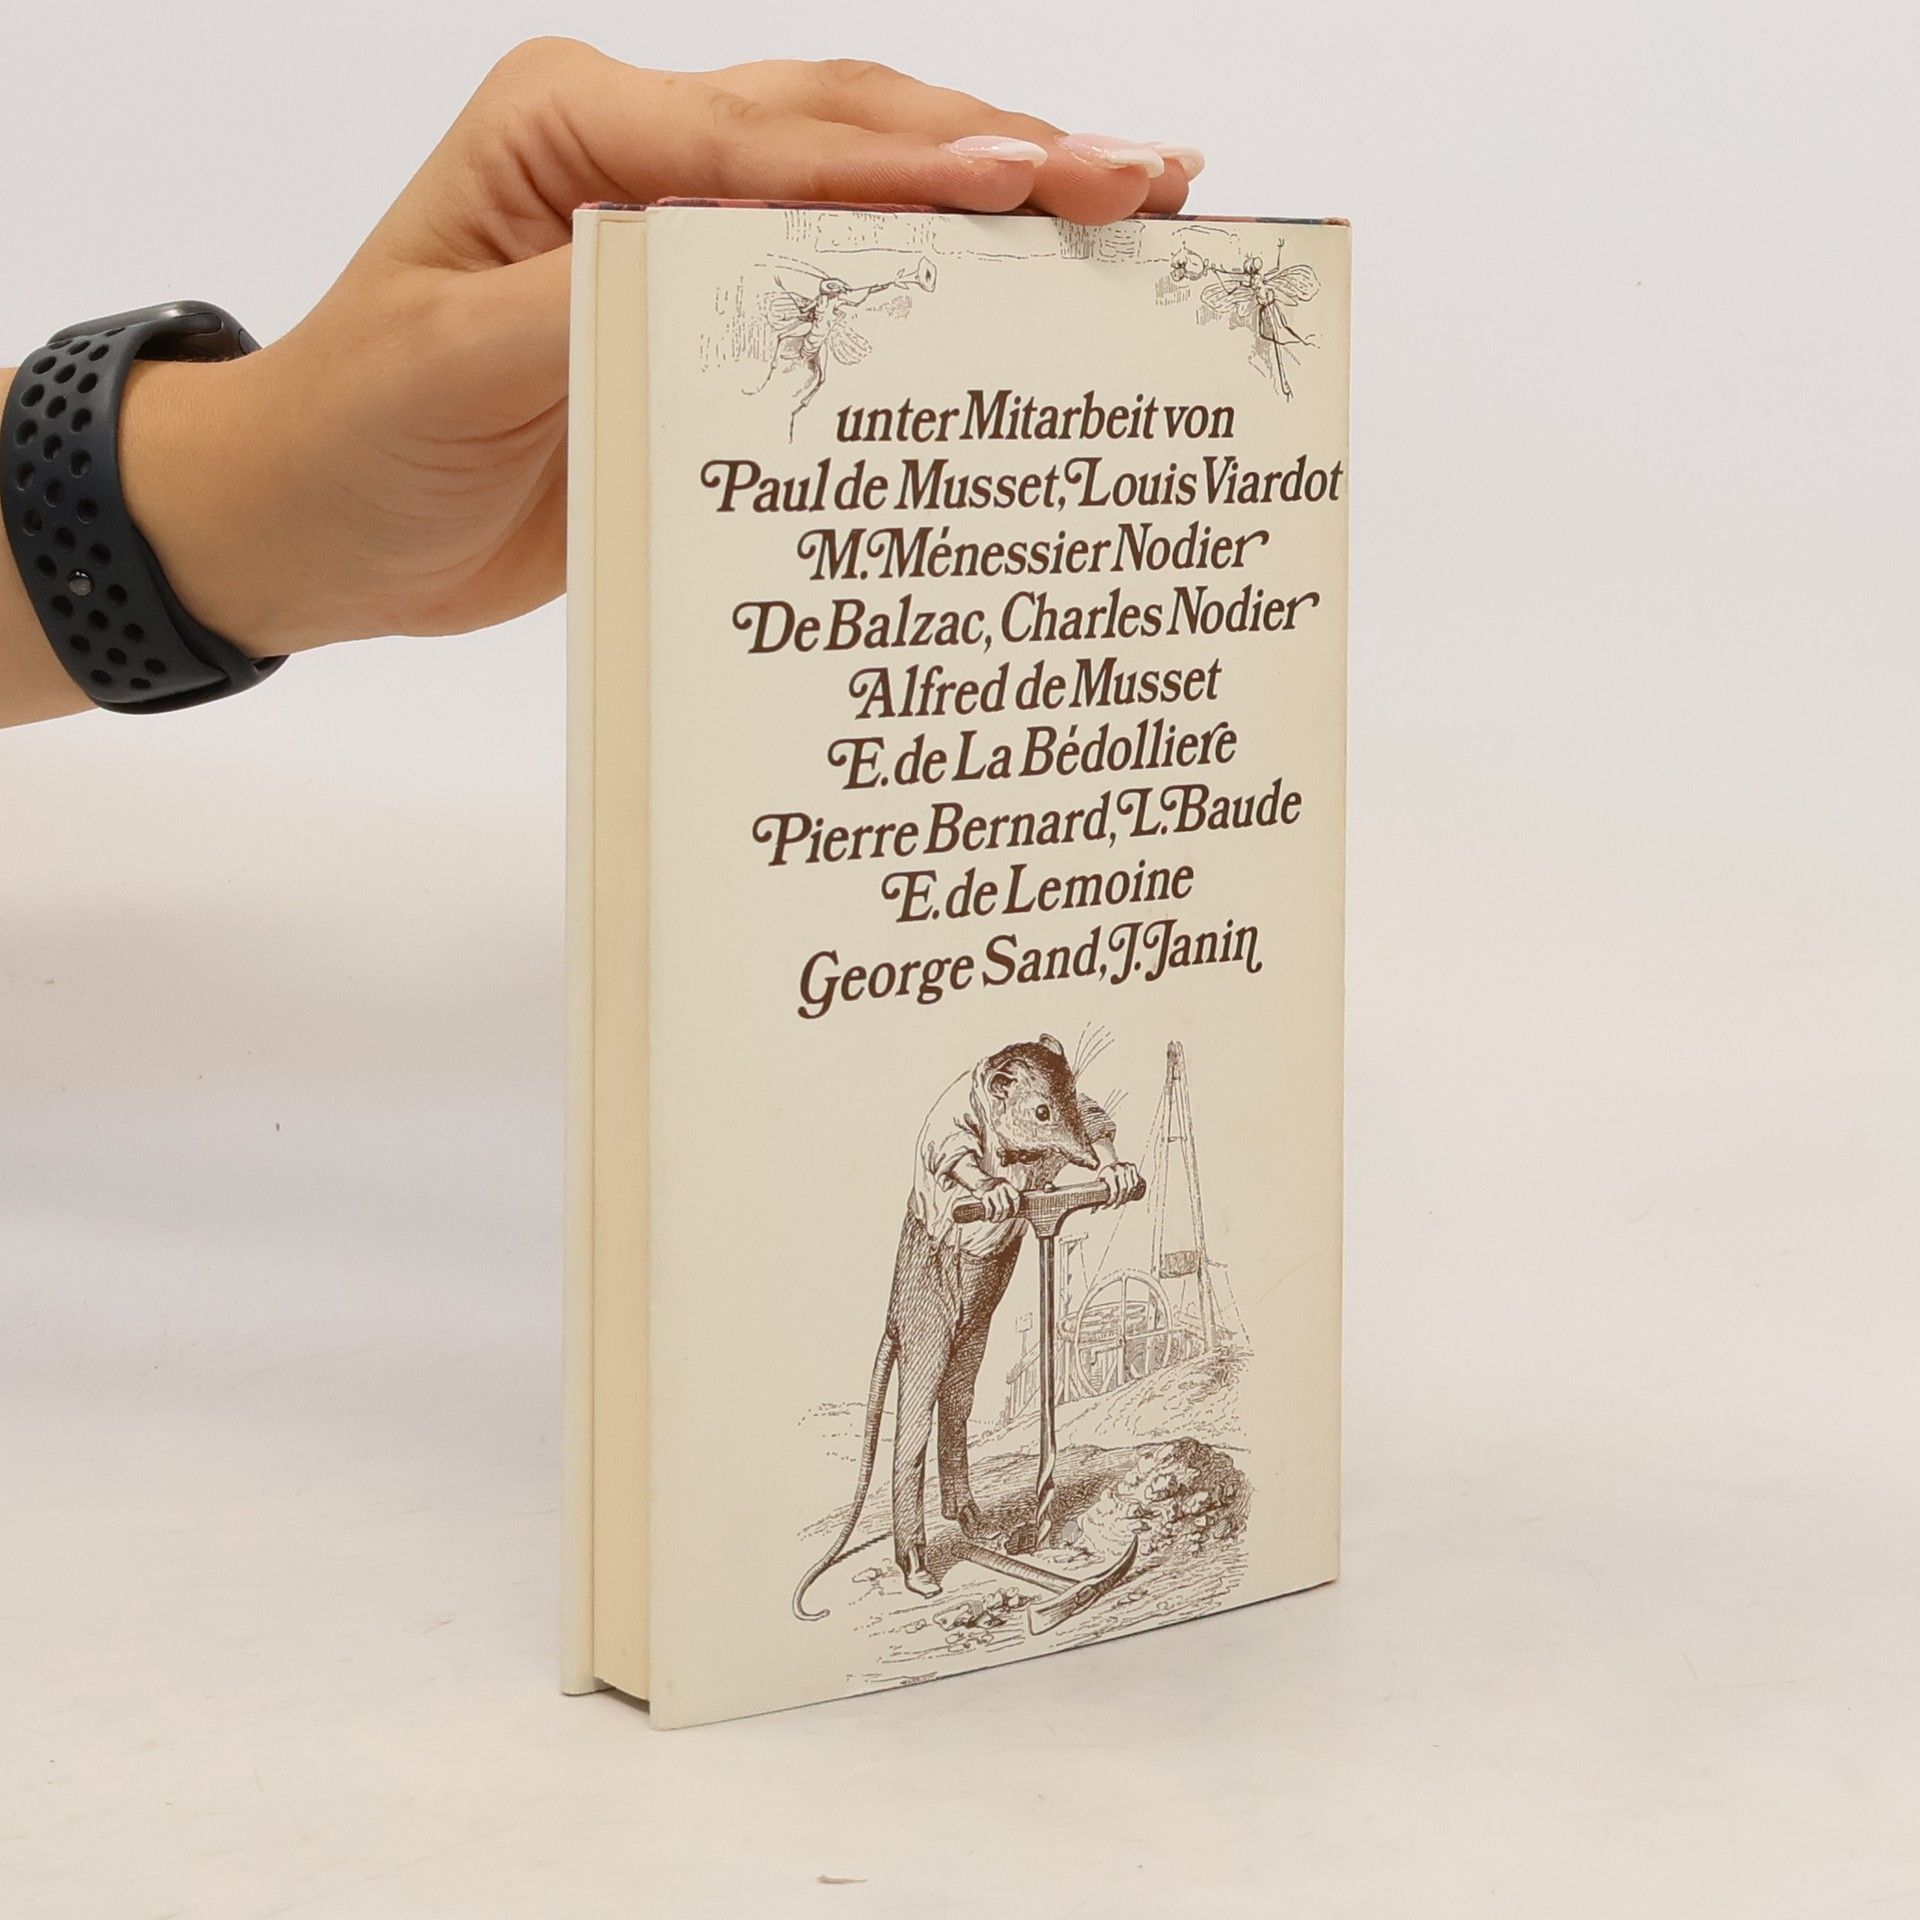 unter Mitarbeit von
Paul de Musset, Louis Viardot
M. Ménessier Nodier
De Balzac, Charles Nodier
Alfred de Musset
E. de La Bédolliere
Pierre Bernard, L. Baude
E. de Lemoine
George Sand, J. Janin